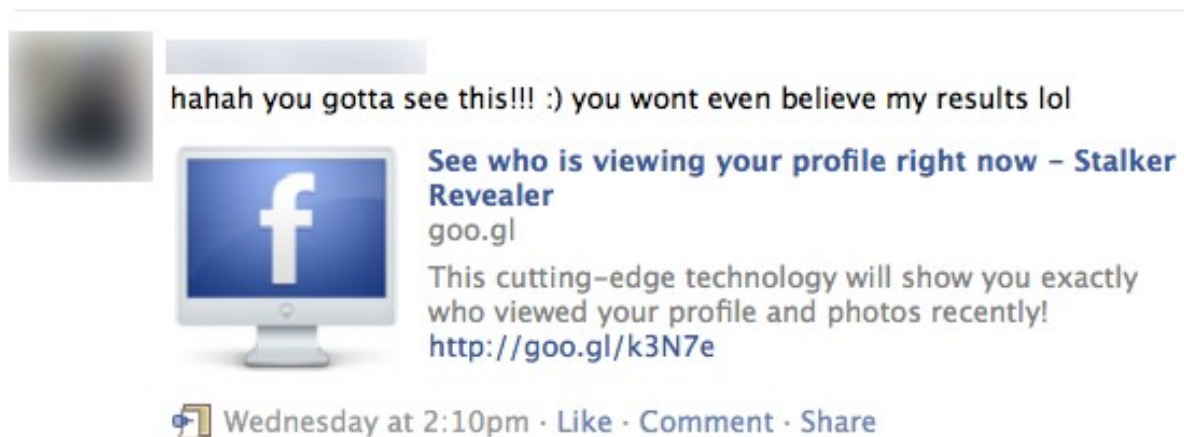 hahah you gotta see this!!! :) you wont even believe my results lol
f
See who is viewing your profile right now – Stalker
Revealer
goo.gl
This cutting-edge technology will show you exactly
who viewed your profile and photos recently!
http://goo.gl/k3N7e
Wednesday at 2:10pm · Like · Comment · Share